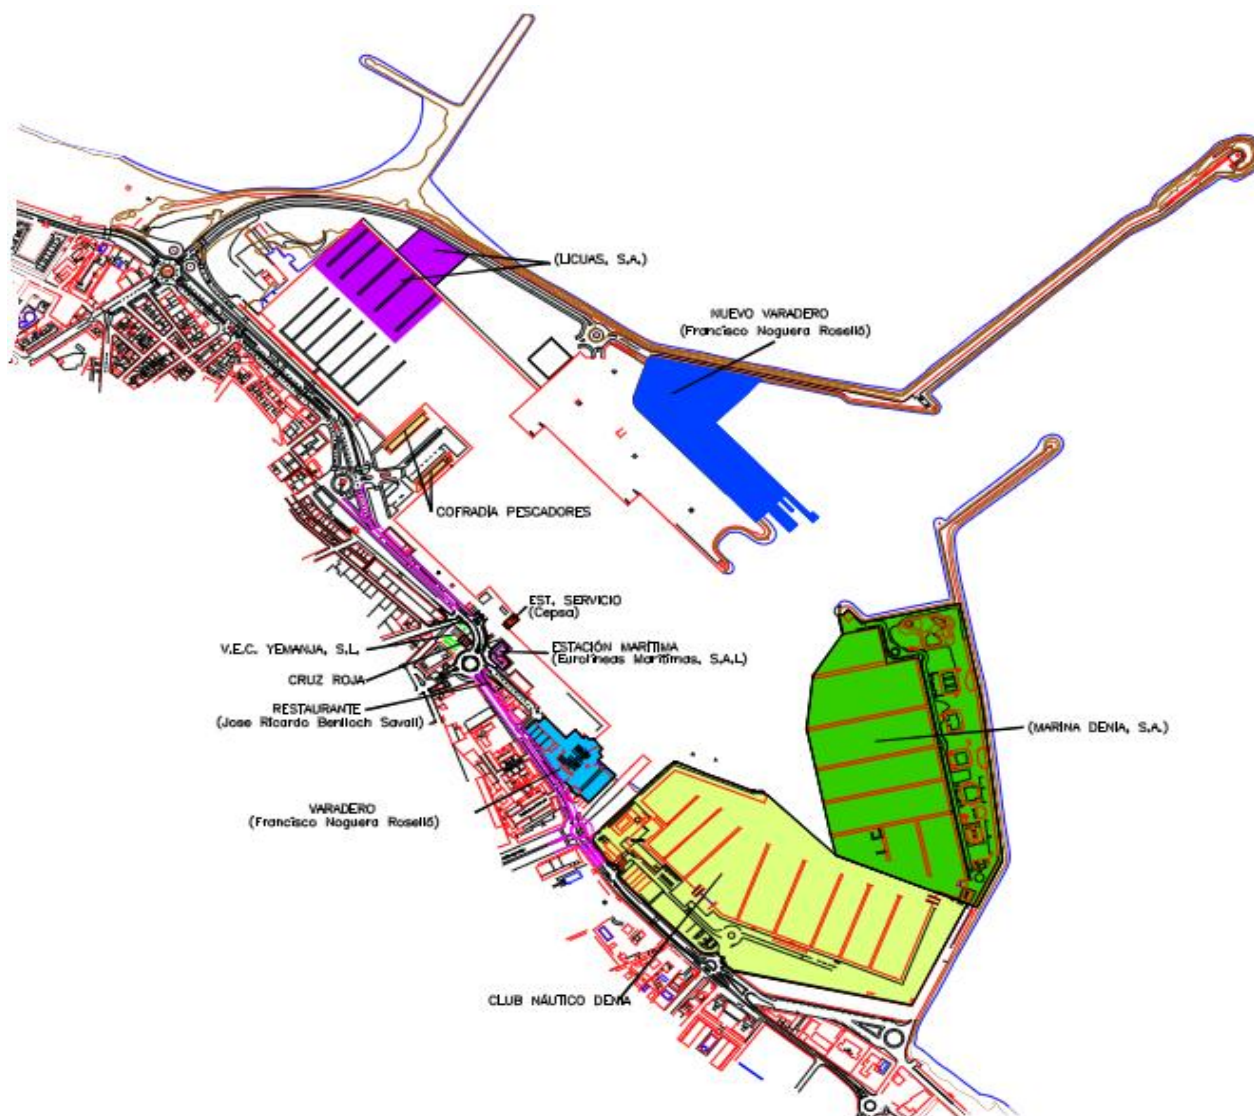 (LICUAS, S.A.)
NUEVO VARADERO
(Francisco Noguera Roselló)
COFRADÍA PESCADORES
EST. SERVICIO
(Cepsa)
V.E.C. YEMANJA, S.L.
ESTACIÓN MARÍTIMA
(Eurolíneas Marítimas, S.A.L)
CRUZ ROJA
RESTAURANTE
(Jose Ricardo Benlloch Savall)
(MARINA DENIA, S.A.)
VARADERO
(Francisco Noguera Roselló)
CLUB NÁUTICO DENIA